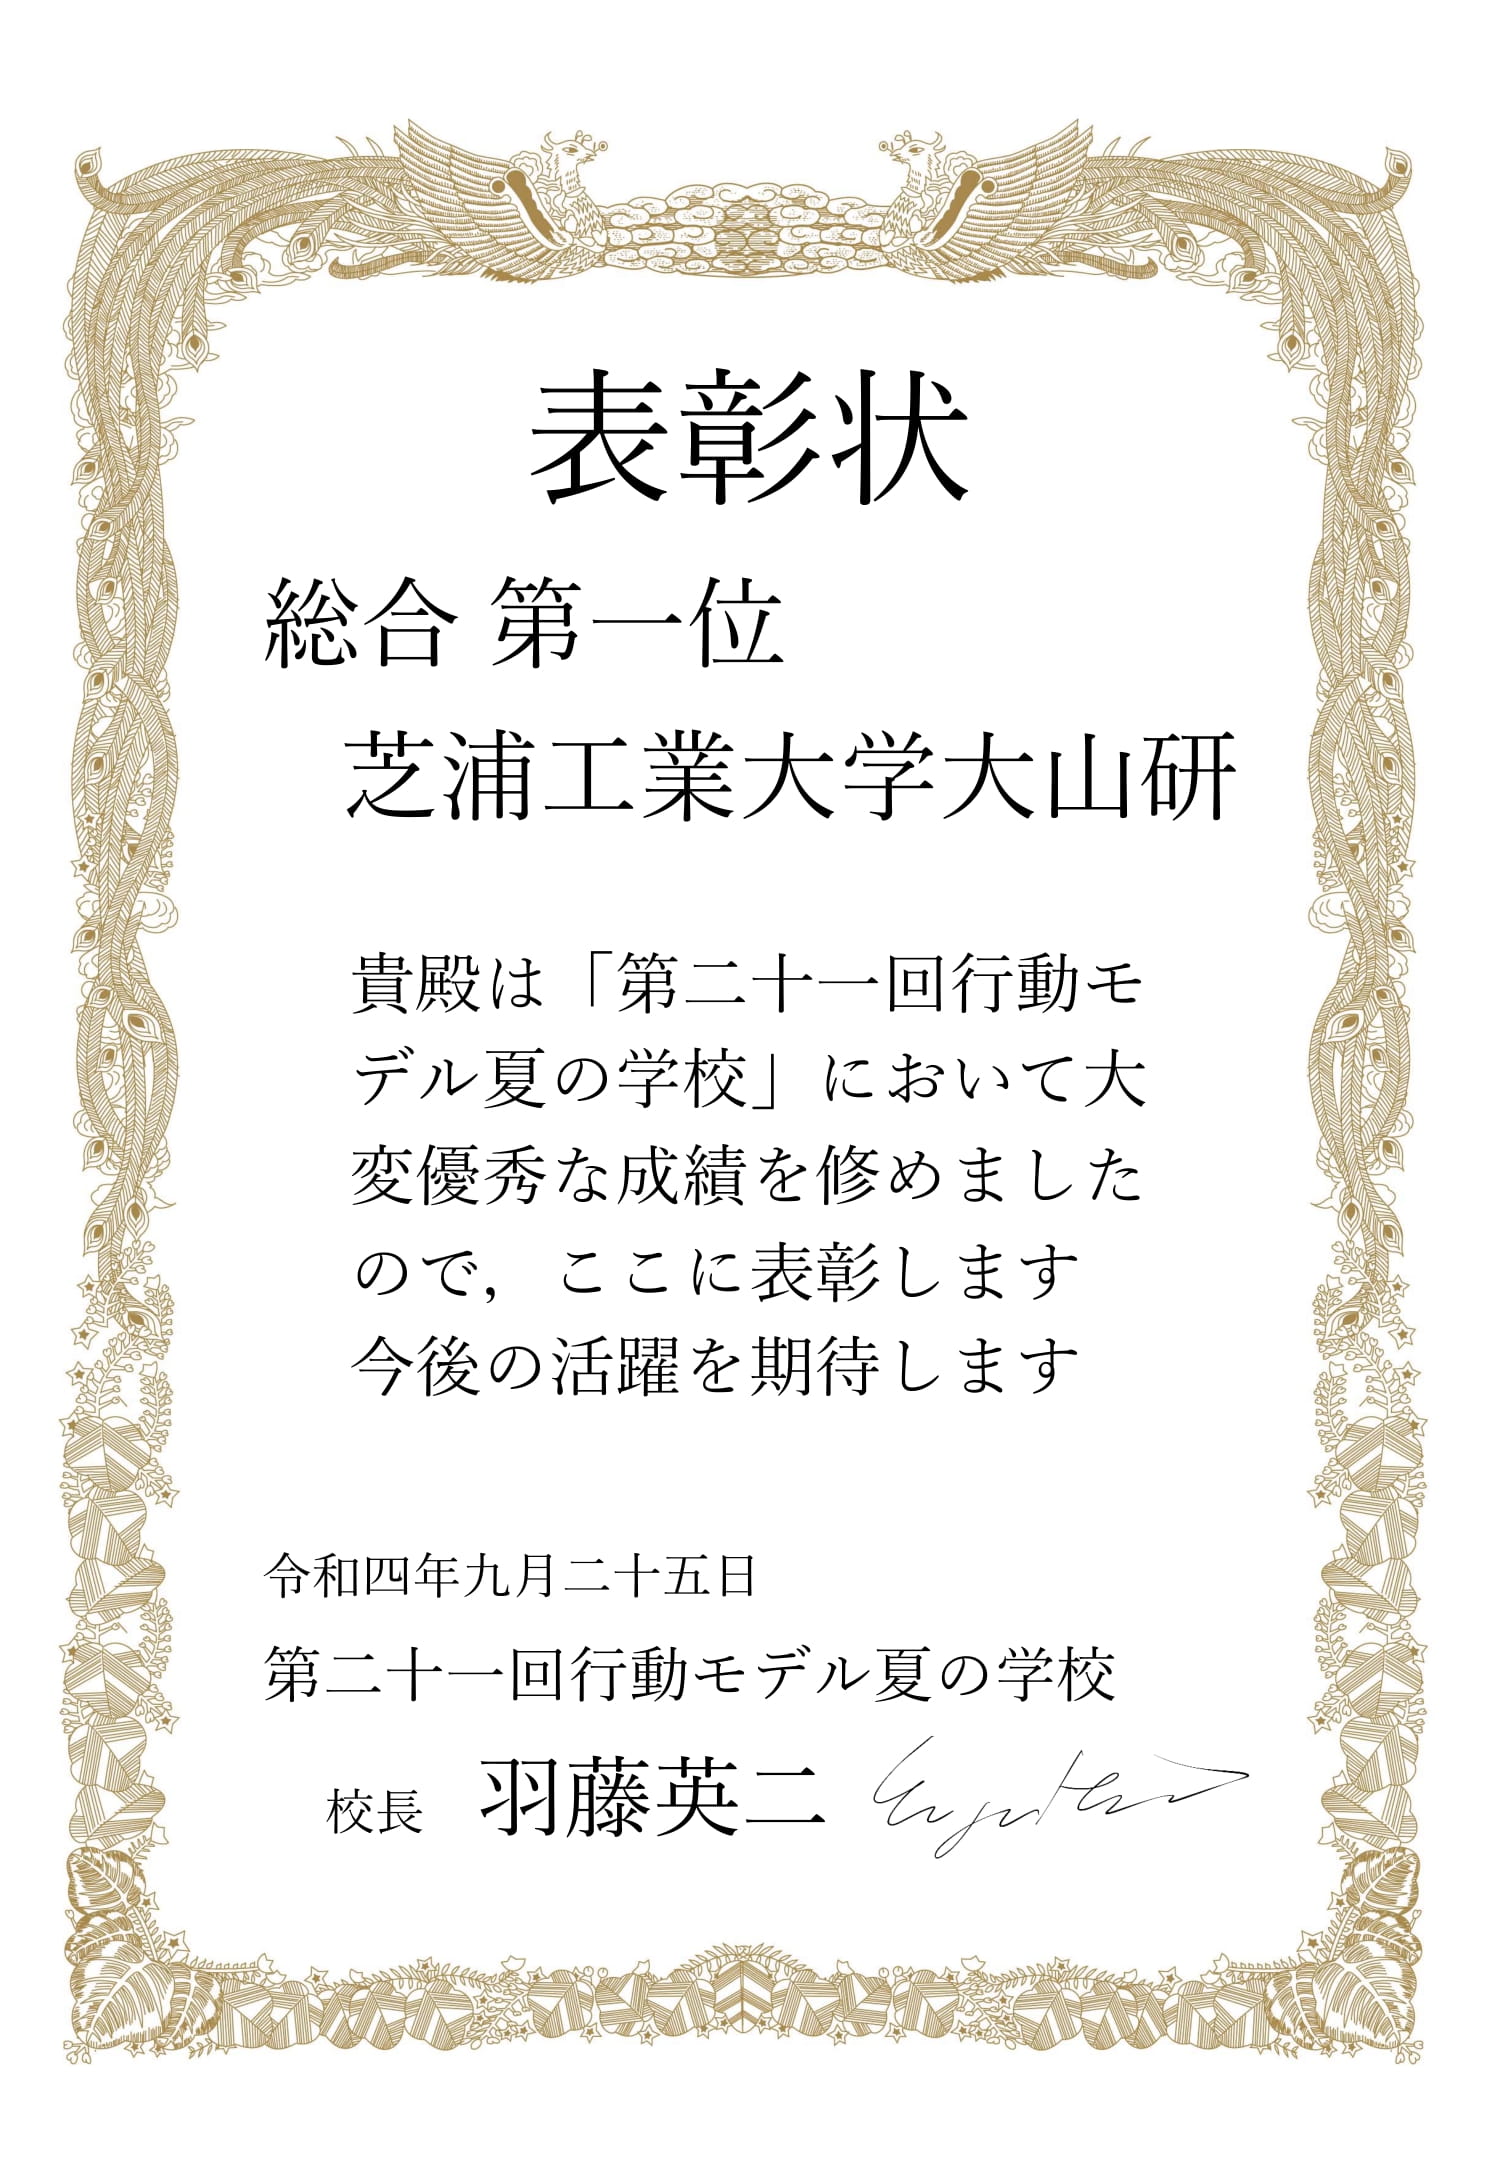 表彰状
総合 第一位
芝浦工業大学大山研
貴殿は「第二十一回行動モ
デル夏の学校」において大
変優秀な成績を修めました
ので，ここに表彰します
今後の活躍を期待します
令和四年九月二十五日
第二十一回行動モデル夏の学校
校長 羽藤英二